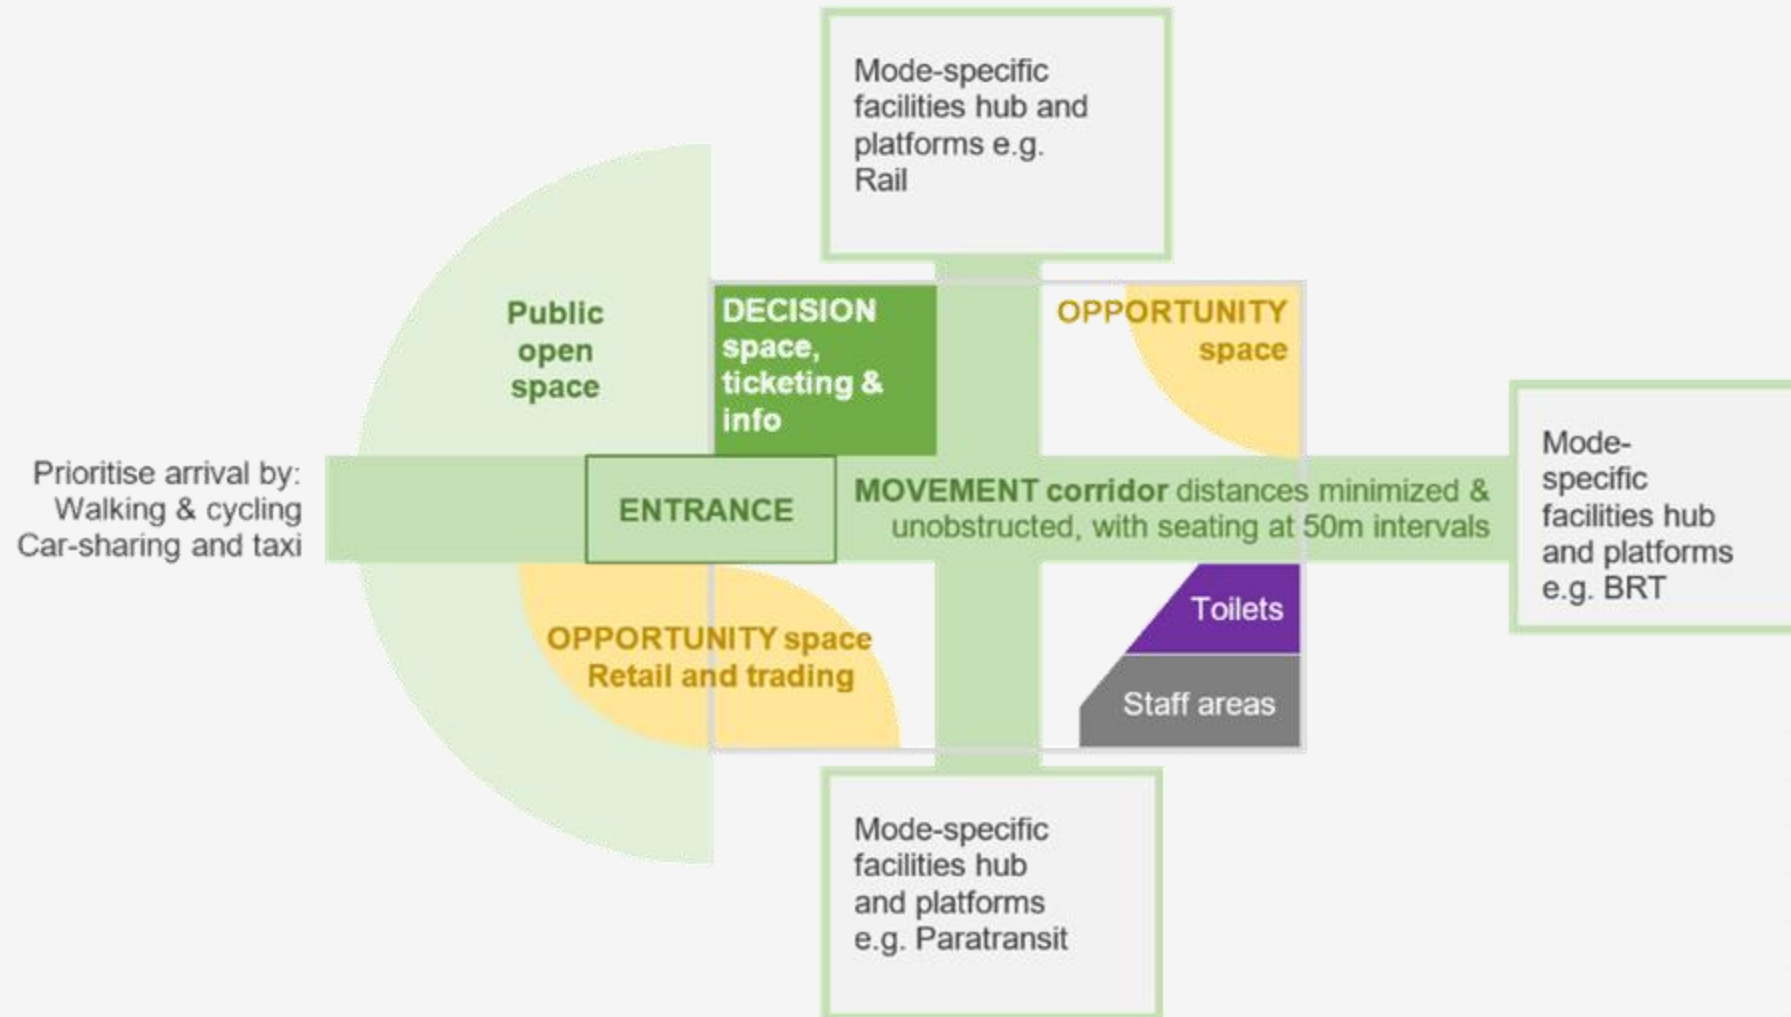 Mode-specific
facilities hub and
platforms e.g.
Rail
Public
open
space
DECISION
space,
ticketing &
info
OPPORTUNITY
space
Prioritise arrival by:
Walking & cycling
Car-sharing and taxi
ENTRANCE
MOVEMENT corridor distances minimized &
unobstructed, with seating at 50m intervals
Mode-
specific
facilities hub
and platforms
e.g. BRT
OPPORTUNITY space
Retail and trading
Toilets
Staff areas
Mode-specific
facilities hub
and platforms
e.g. Paratransit